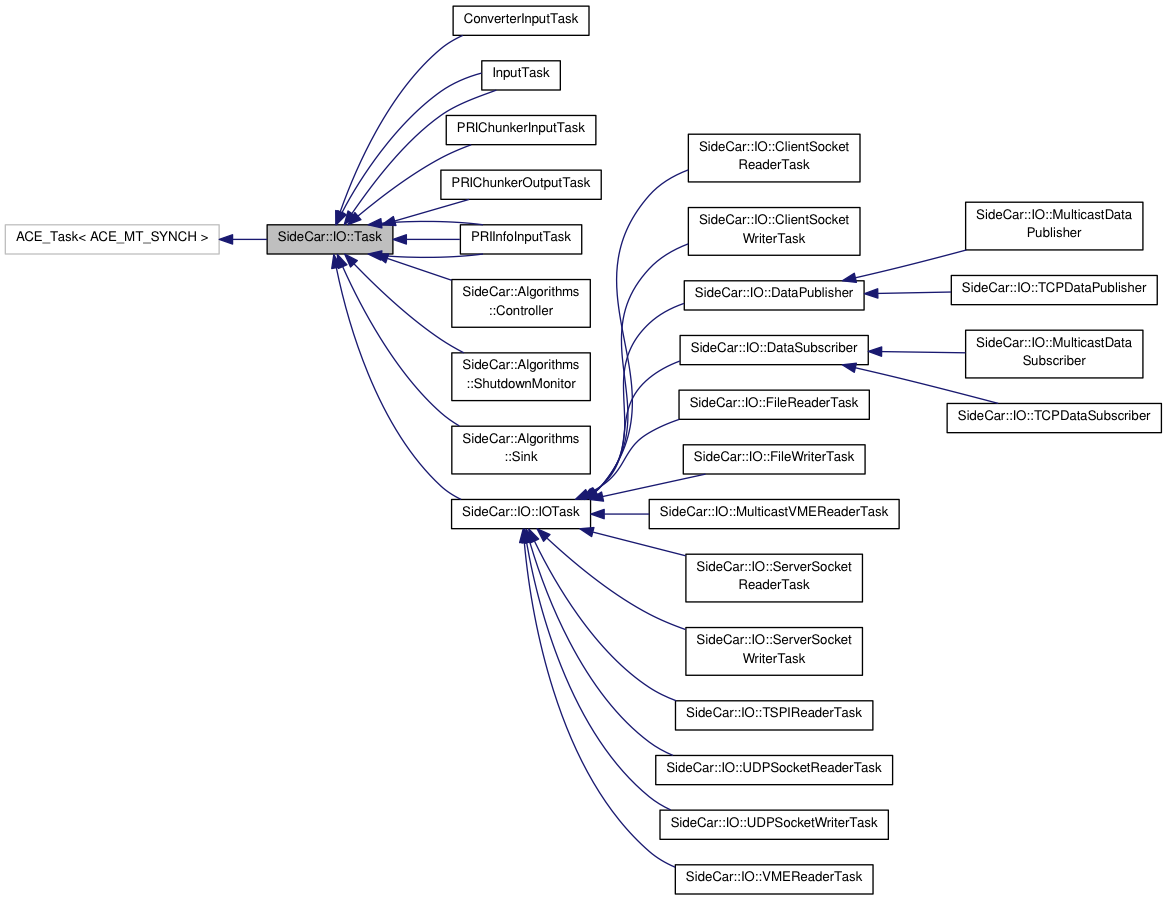 ConverterInputTask
InputTask
PRIChunkerInputTask
PRIChunkerOutputTask
ACE_Task< ACE_MT_SYNCH >
SideCar::IO::Task
PRIInfoInputTask
SideCar::Algorithms
::Controller
SideCar::Algorithms
::ShutdownMonitor
SideCar::Algorithms
::Sink
SideCar::IO::IOTask
SideCar::IO::ClientSocket
ReaderTask
SideCar::IO::ClientSocket
WriterTask
SideCar::IO::DataPublisher
SideCar::IO::DataSubscriber
SideCar::IO::FileReaderTask
SideCar::IO::FileWriterTask
SideCar::IO::MulticastVMEReaderTask
SideCar::IO::ServerSocket
ReaderTask
SideCar::IO::ServerSocket
WriterTask
SideCar::IO::TSPIReaderTask
SideCar::IO::UDPSocketReaderTask
SideCar::IO::UDPSocketWriterTask
SideCar::IO::VMEReaderTask
SideCar::IO::MulticastData
Publisher
SideCar::IO::TCPDataPublisher
SideCar::IO::MulticastData
Subscriber
SideCar::IO::TCPDataSubscriber